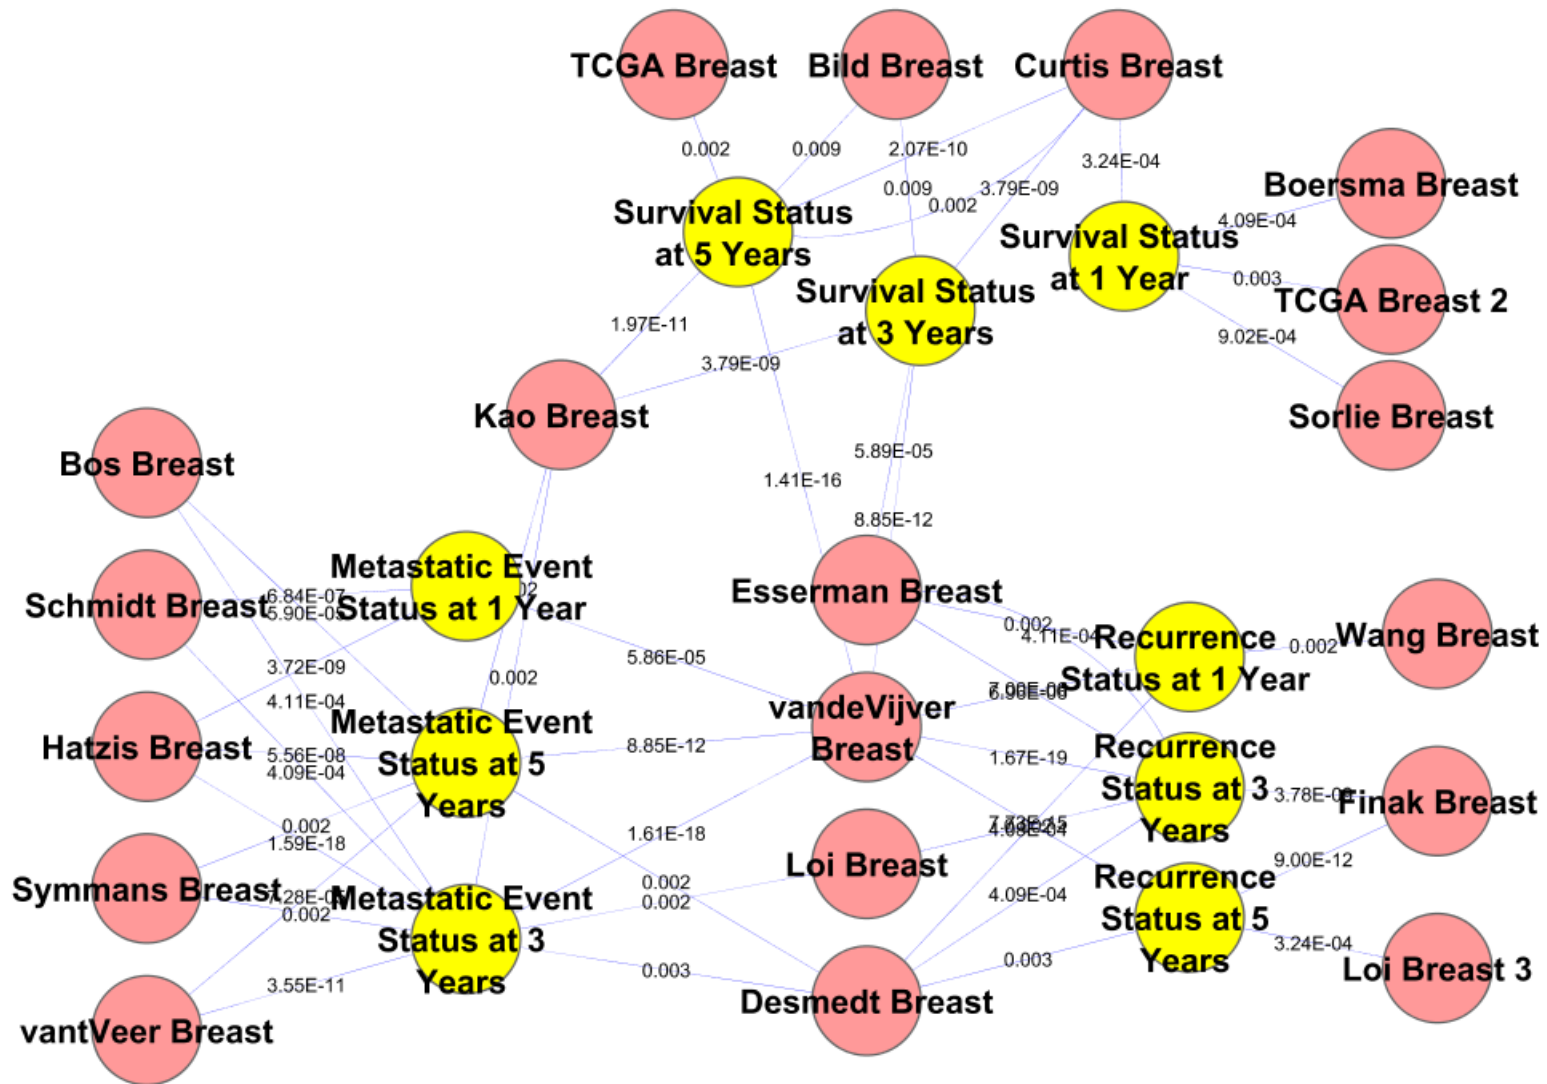 TCGA Breast
Bild Breast
Curtis Breast
0.002
0.009
2.07E-10
3.24E-04
Boersma Breast
0.009
3.79E-09
0.002
4.09E-04
Survival Status
at 5 Years
Survival Status
at 1 Year
Survival Status
at 3 Years
0.003
TCGA Breast 2
1.97E-11
9.02E-04
3.79E-09
Kao Breast
Sorlie Breast
Bos Breast
5.89E-05
1.41E-16
8.85E-12
Metastatic Event
Status at 1 Year
Schmidt Breast
6.84E-07
Esserman Breast
0.002
4.11E-04
Recurrence
Status at 1 Year
0.002
Wang Breast
3.72E-09
5.86E-05
0.002
4.11E-04
vandeVijver
Breast
Metastatic Event
Status at 5
Years
Hatzis Breast
5.56E-08
4.09E-04
8.85E-12
1.67E-19
Recurrence
Status at 3
Years
Finak Breast
0.002
1.59E-18
1.61E-18
Loi Breast
9.00E-12
Symmans Breast
0.002
Metastatic Event
Status at 3
Years
0.002
0.002
4.09E-04
Recurrence
Status at 5
Years
3.24E-04
Loi Breast 3
3.55E-11
0.003
0.003
Desmedt Breast
vantVeer Breast